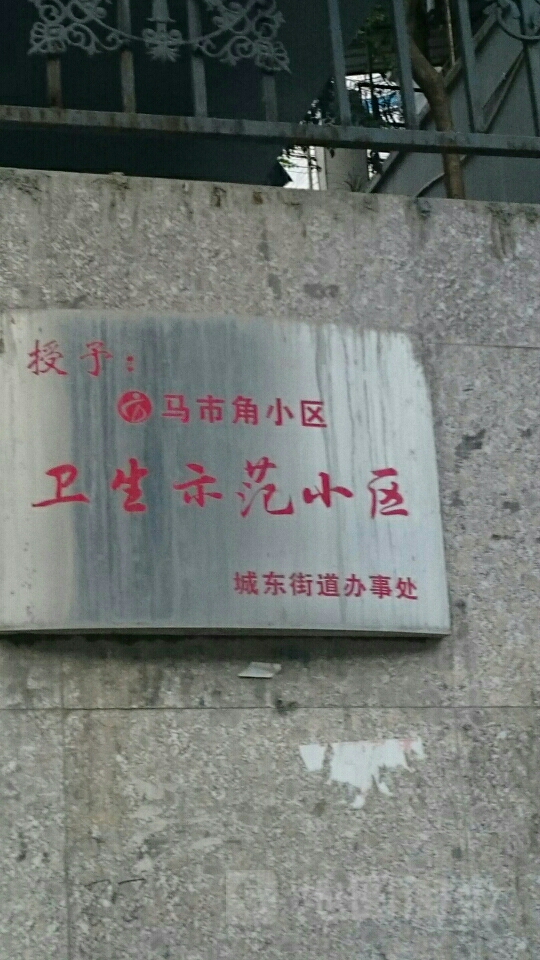 授予：
马市角小区
卫生示范小区
城东街道办事处